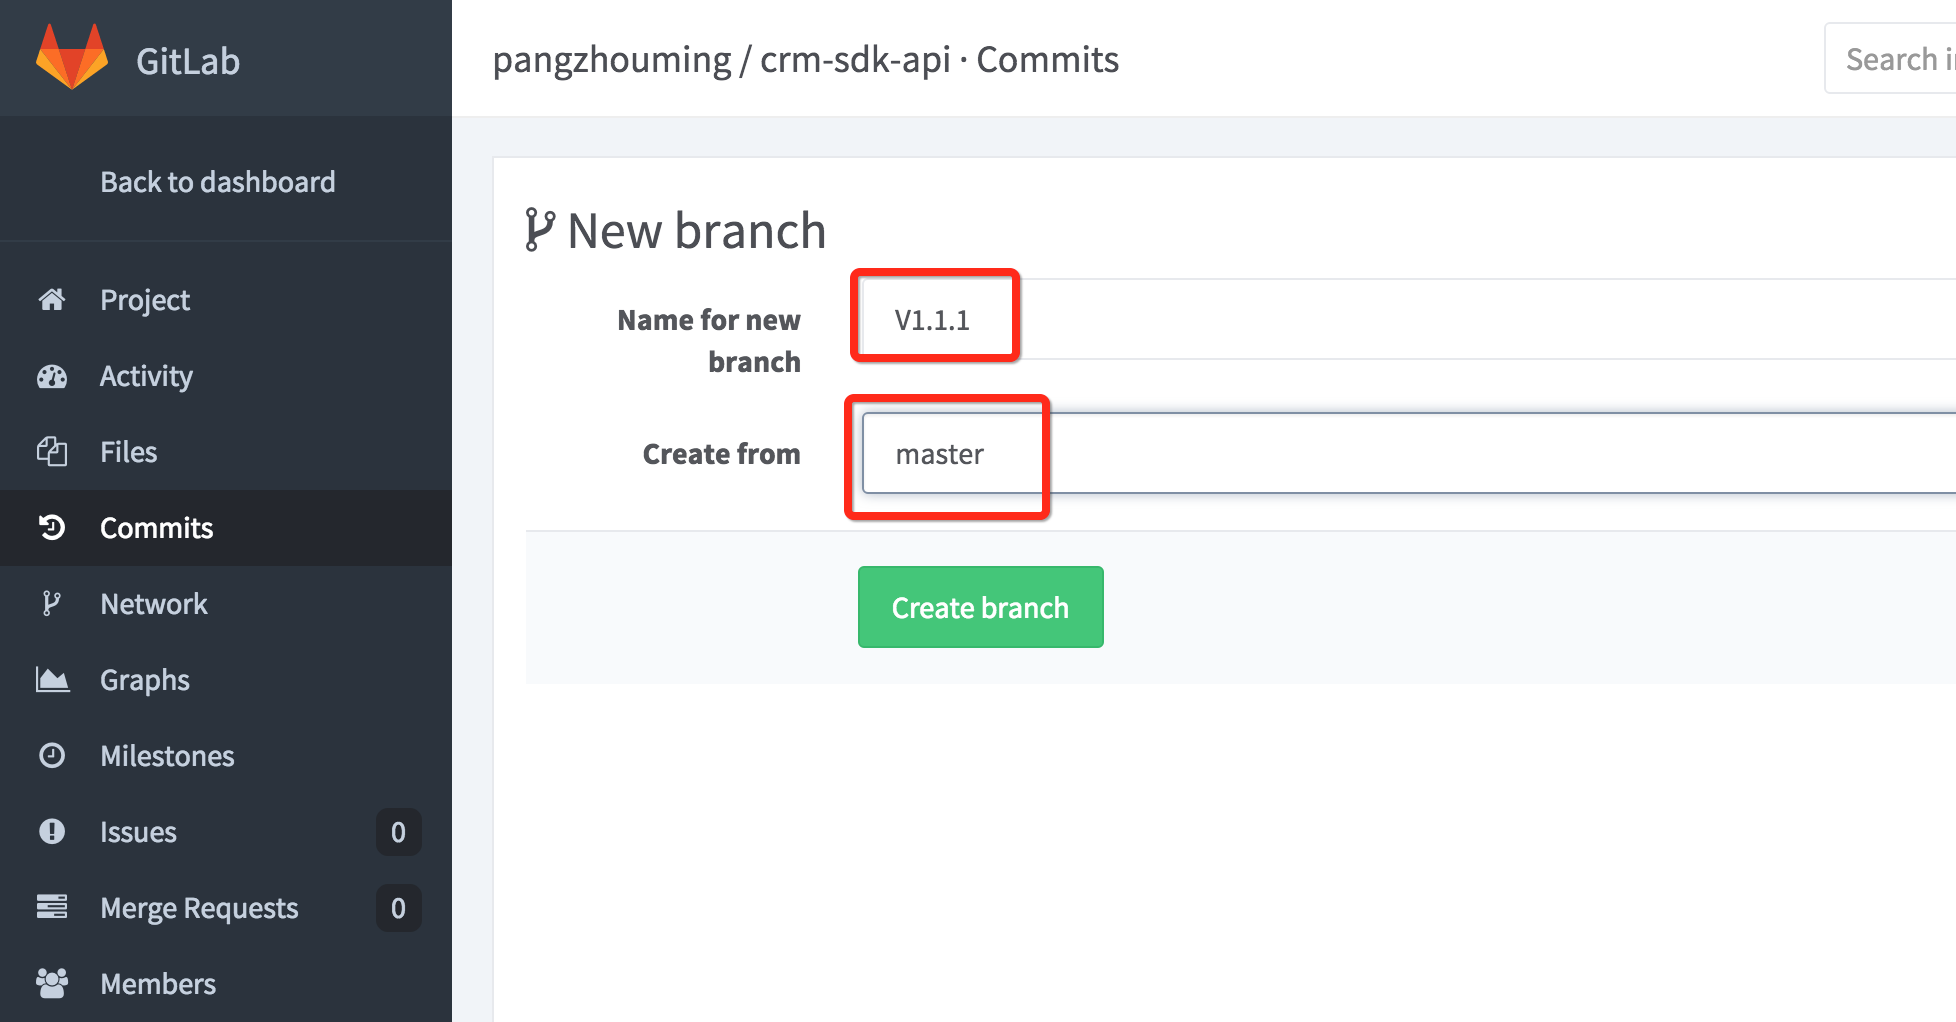 GitLab
pangzhouming / crm-sdk-api · Commits
Search
Back to dashboard
Project
Activity
Files
Commits
Network
Graphs
Milestones
Issues 0
Merge Requests 0
Members
New branch
Name for new
branch
V1.1.1
Create from
master
Create branch